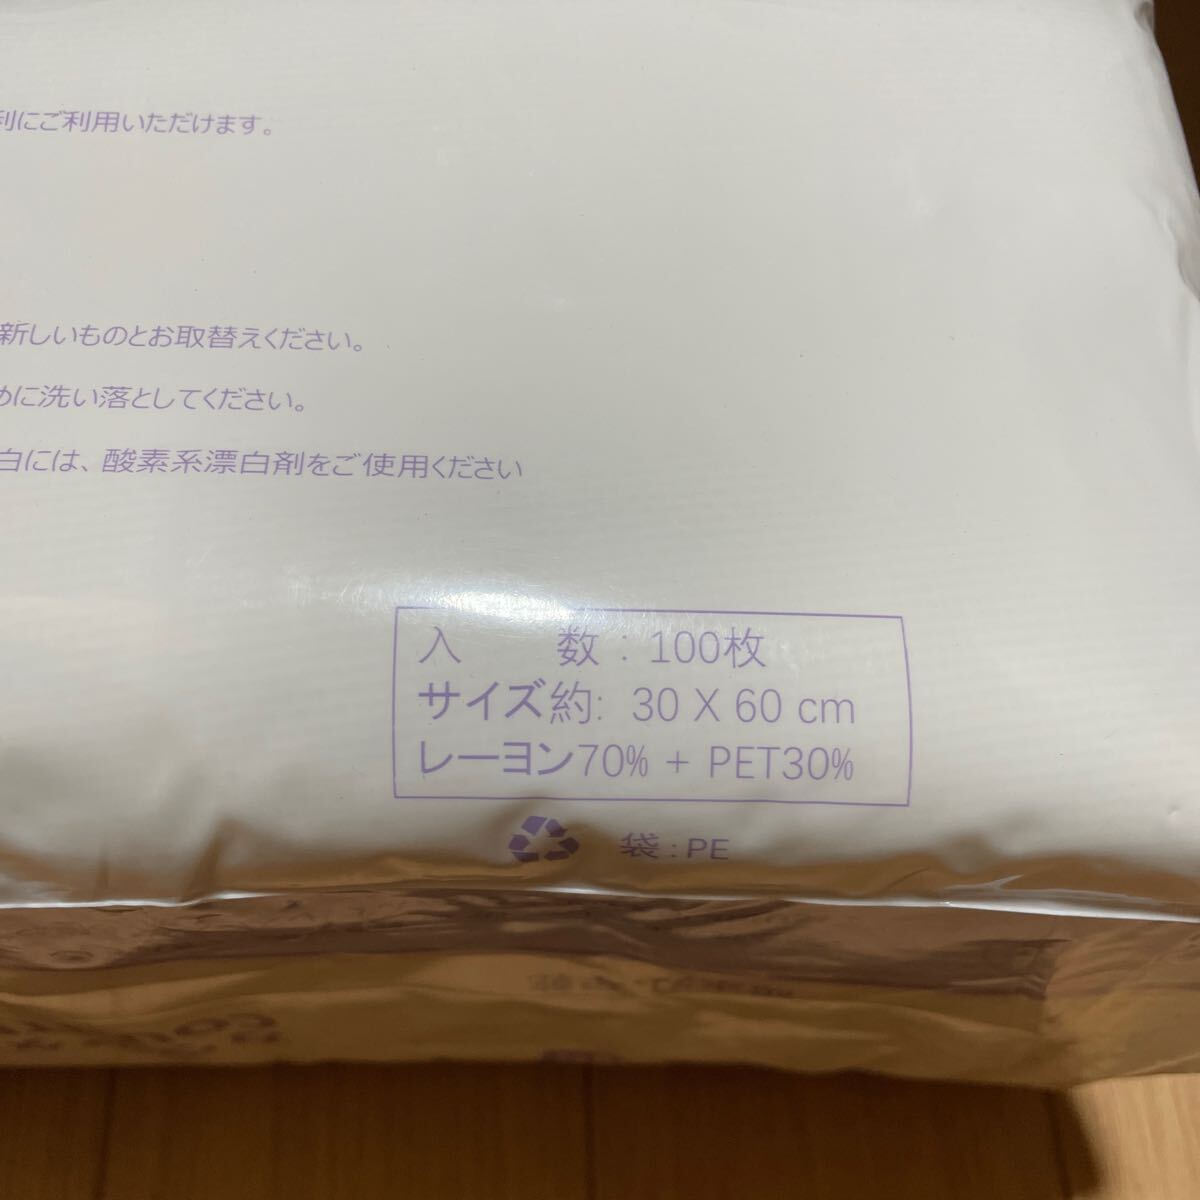 利にご利用いただけます。
新しいものとお取替えください。
めに洗い落としてください。
白には、酸素系漂白剤をご使用ください
入　数：100枚
サイズ約: 30 X 60 cm
レーヨン70% + PET30%
袋：PE